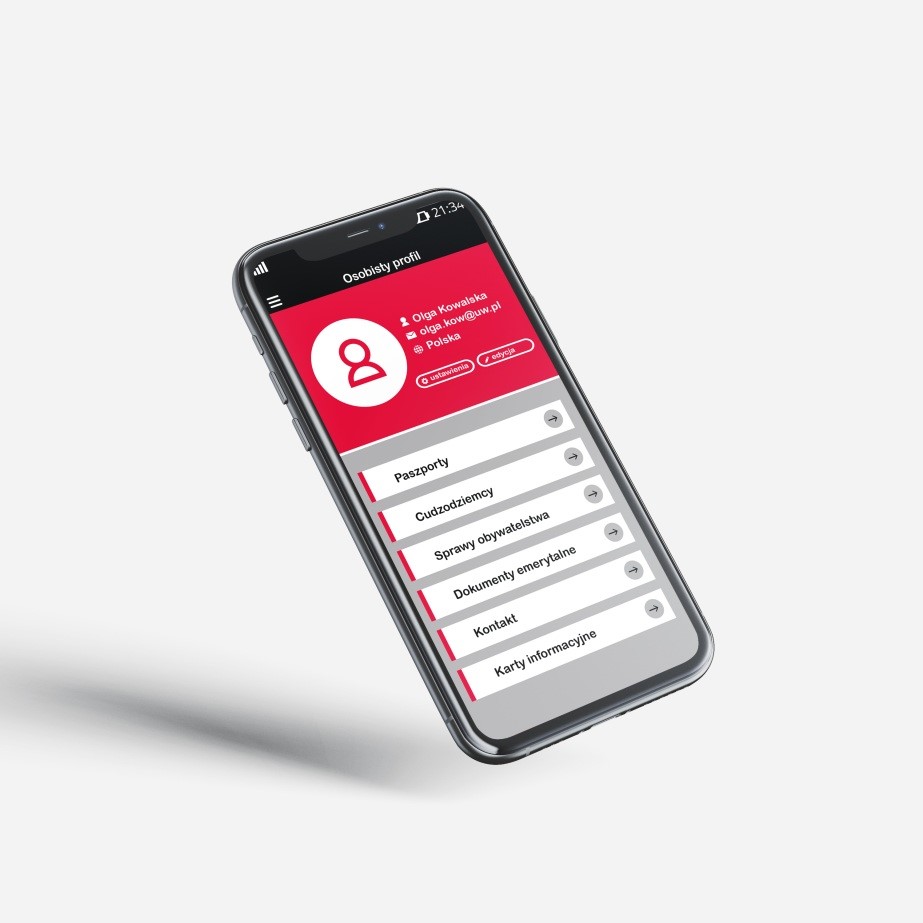 21:34
Osobisty profil
Olga Kowalska
olga.kow@uw.pl
Polska
ustawienia
edycja
Paszporty
Cudzodziemcy
Sprawy obywatelstwa
Dokumenty emerytalne
Kontakt
Karty informacyjne